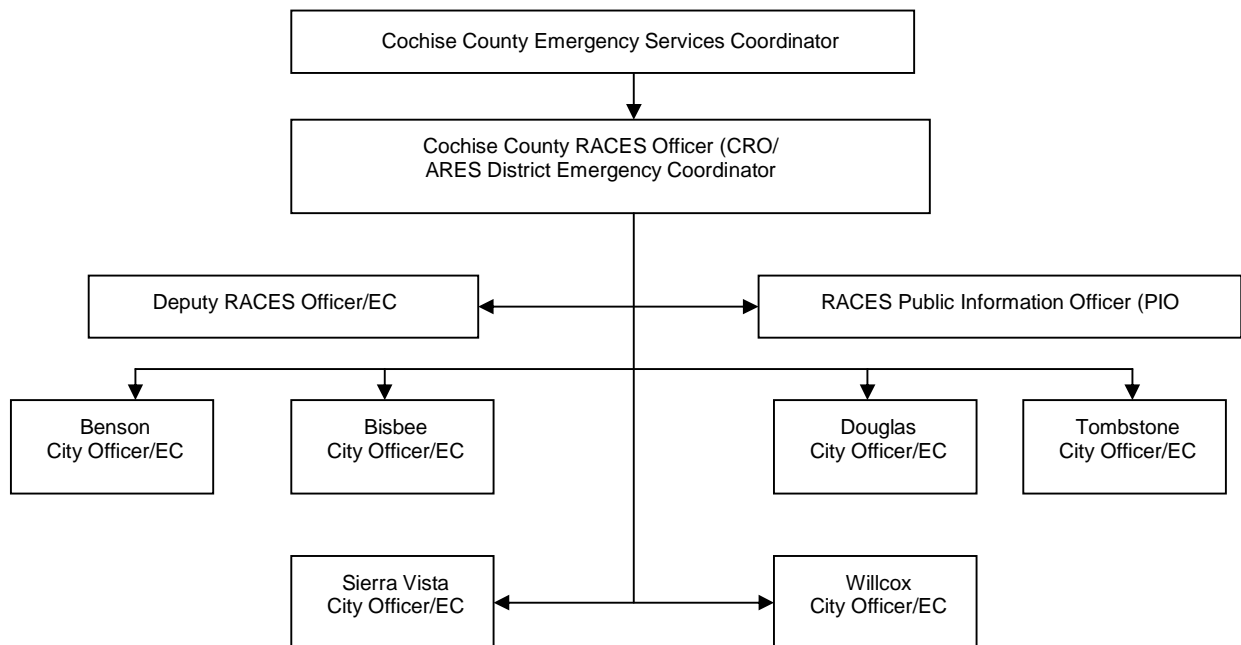 Cochise County Emergency Services Coordinator
Cochise County RACES Officer (CRO/
ARES District Emergency Coordinator
Deputy RACES Officer/EC
RACES Public Information Officer (PIO
Benson
City Officer/EC
Bisbee
City Officer/EC
Douglas
City Officer/EC
Tombstone
City Officer/EC
Sierra Vista
City Officer/EC
Willcox
City Officer/EC